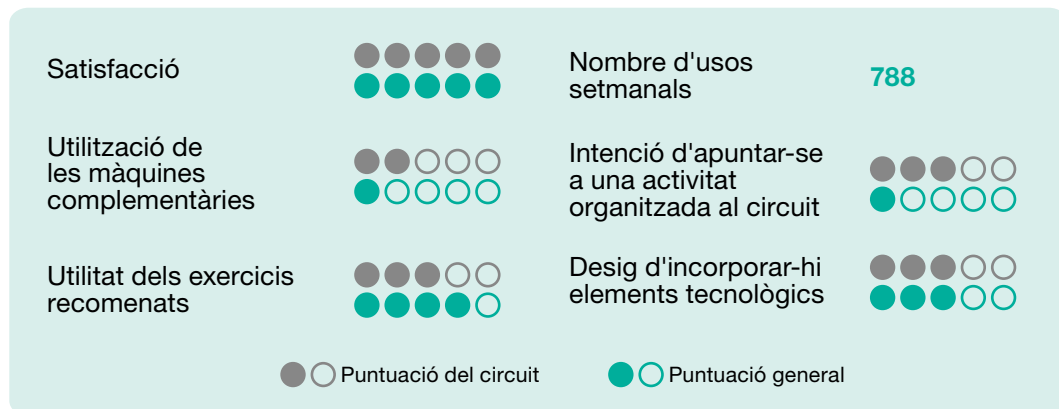 Satisfacció
Utilització de
les màquines
complementàries
Utilitat dels exercicis
recomenats
Nombre d'usos
setmanals
788
Intenció d'apuntar-se
a una activitat
organitzada al circuit
Desig d'incorporar-hi
elements tecnològics
Puntuació del circuit
Puntuació general